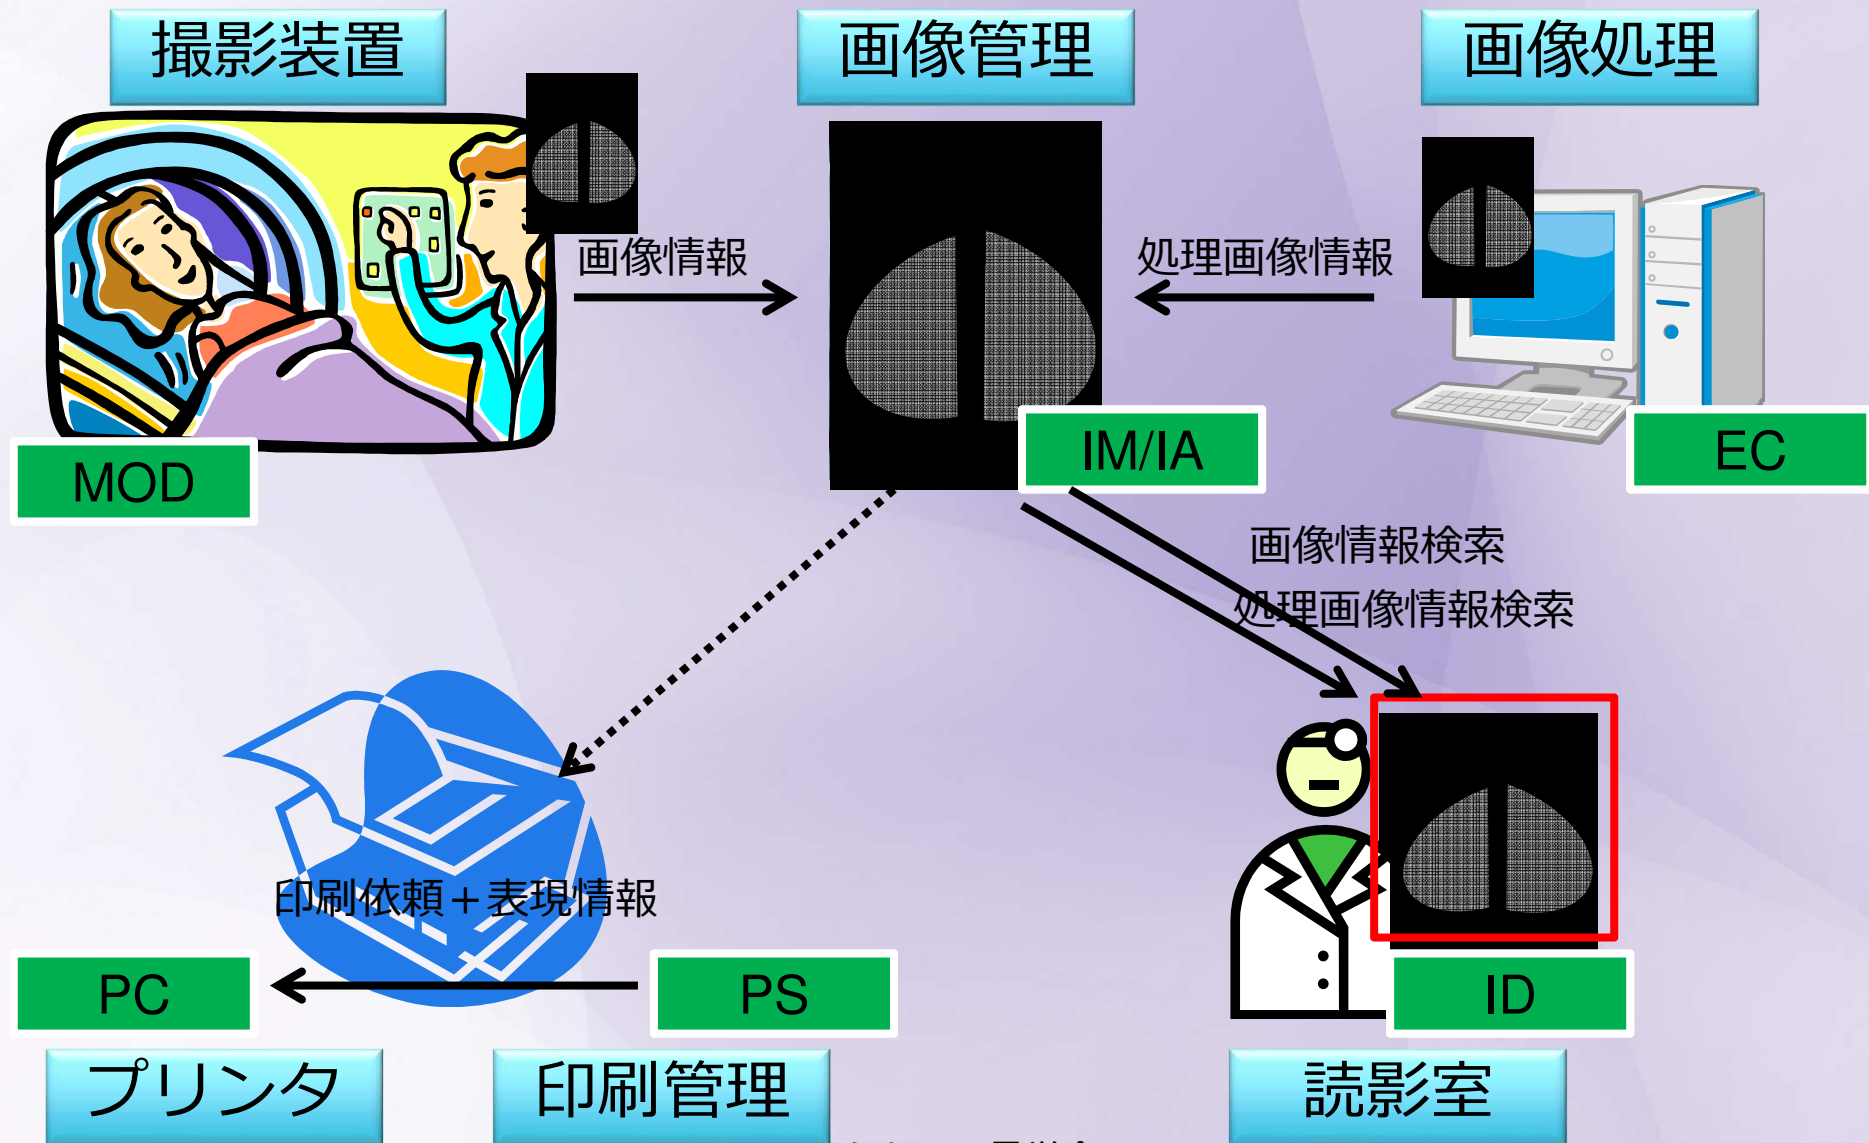 撮影装置
画像管理
画像処理
画像情報
処理画像情報
MOD
IM/IA
EC
画像情報検索
処理画像情報検索
印刷依頼+表現情報
PC
PS
ID
プリンタ
印刷管理
読影室